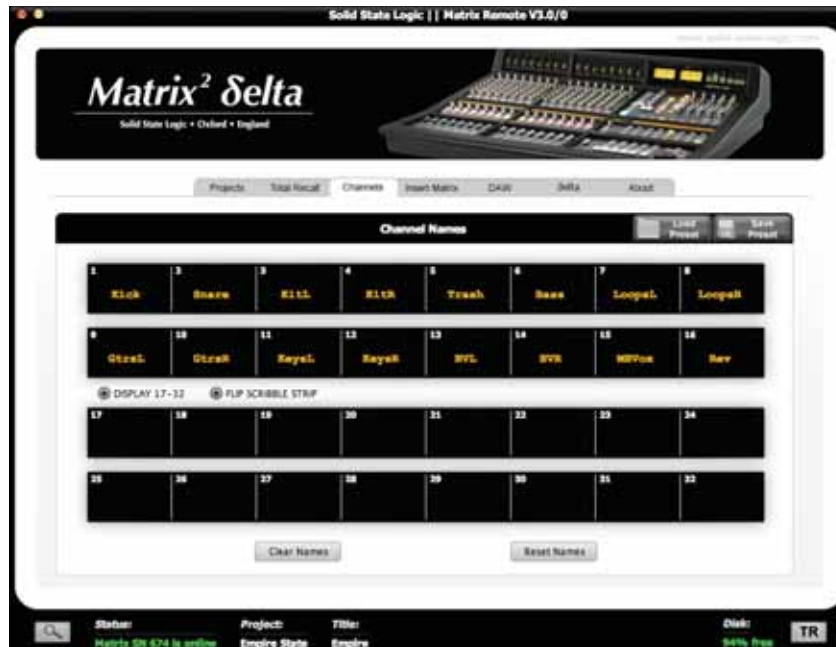 Solid State Logic || Matrix Remote V3.0/0
Matrix² δelta
Solid State Logic • Oxford • England
Projects Total Recall Channels Insert Matrix DAW δelta About
Channel Names
Load Preset
Save Preset
1 2 3 4 5 6 7 8
Kick Snare KitL KitR Trash Bass LoopsL LoopsR
9 10 11 12 13 14 15 16
GtrsL GtrsR KeysL KeysR BVL BVR Rev
DISPLAY 17-32 FLIP SCRIBBLE STRIP
17 18 19 20 21 22 23 24
25 26 27 28 29 30 31 32
Clear Names Reset Names
Status: Project: Title: Disk:
Matrix SN 674 is online Empire State Empire 94% free
TR